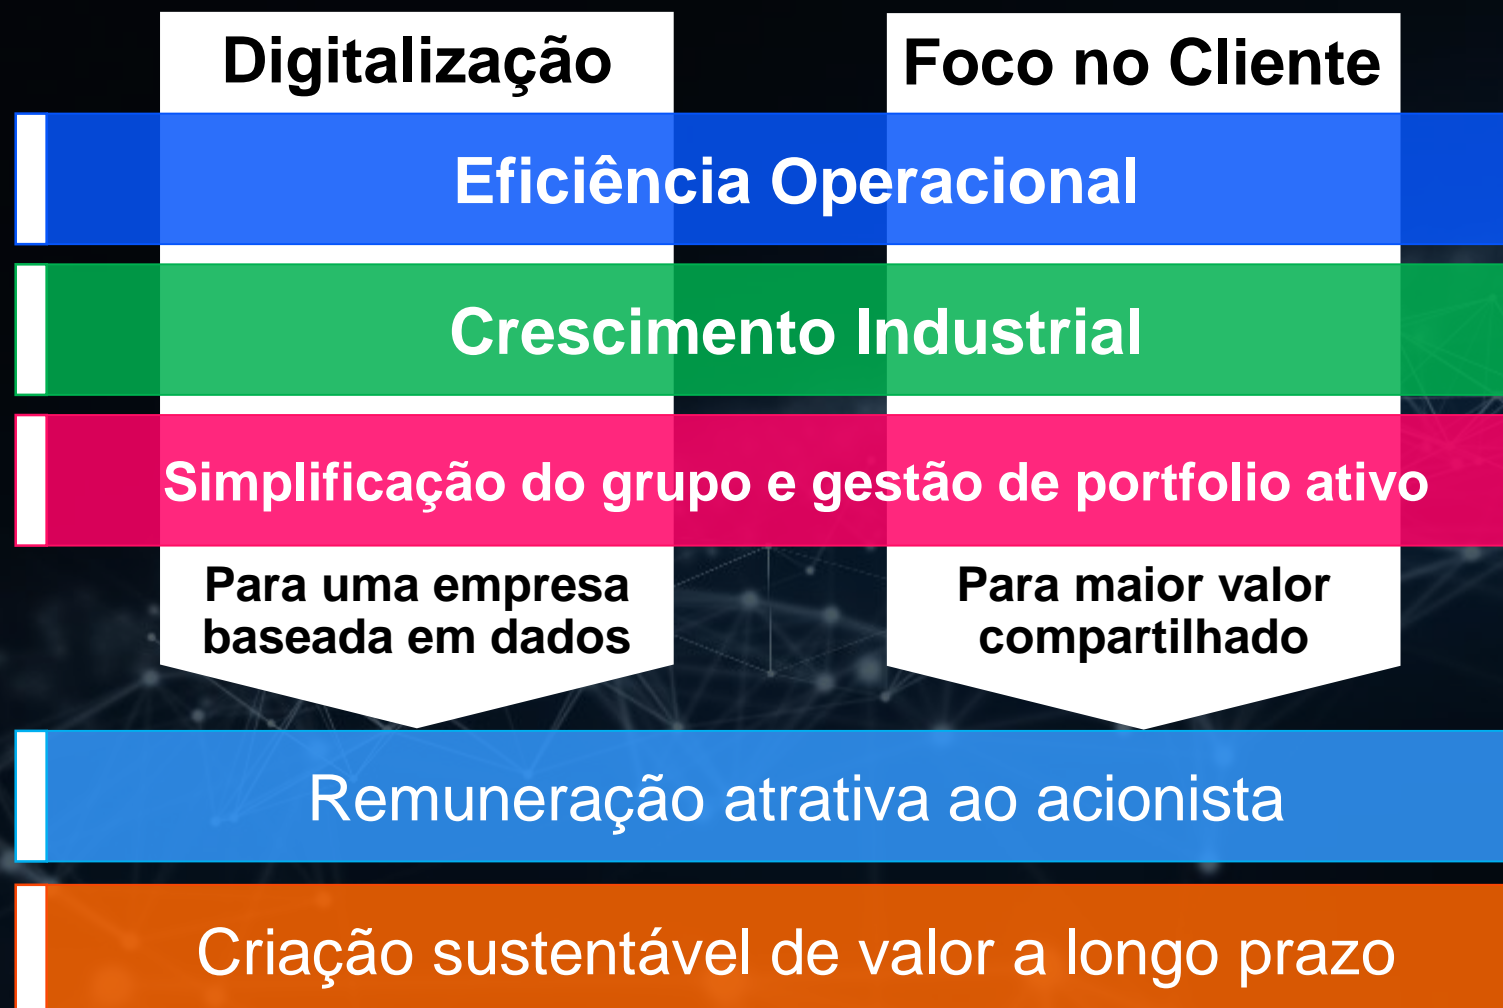 Digitalização
Foco no Cliente
Eficiência Operacional
Crescimento Industrial
Simplificação do grupo e gestão de portfolio ativo
Para uma empresa
baseada em dados
Para maior valor
compartilhado
Remuneração atrativa ao acionista
Criação sustentável de valor a longo prazo